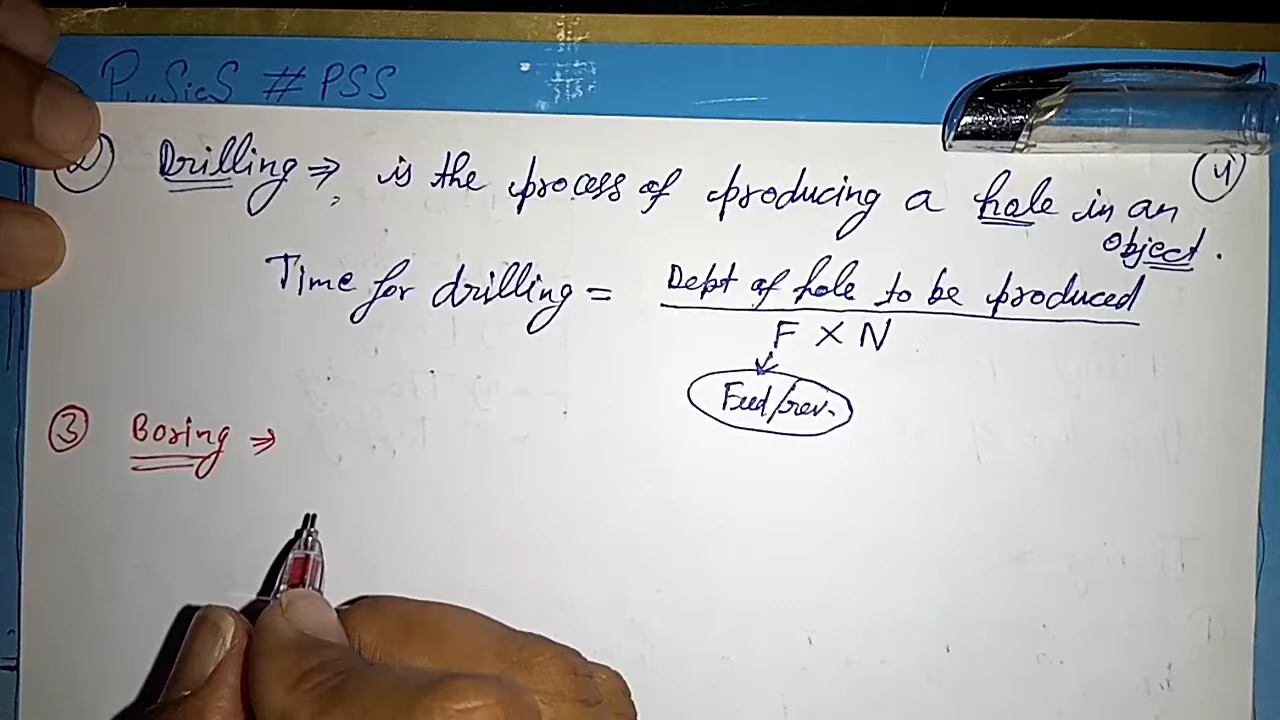 Physics # PSS
4
2 Drilling ⇒ is the process of producing a hole in an
object.
Time for drilling = Dept of hole to be produced
F × N
Feed/rev.
3 Boring ⇒